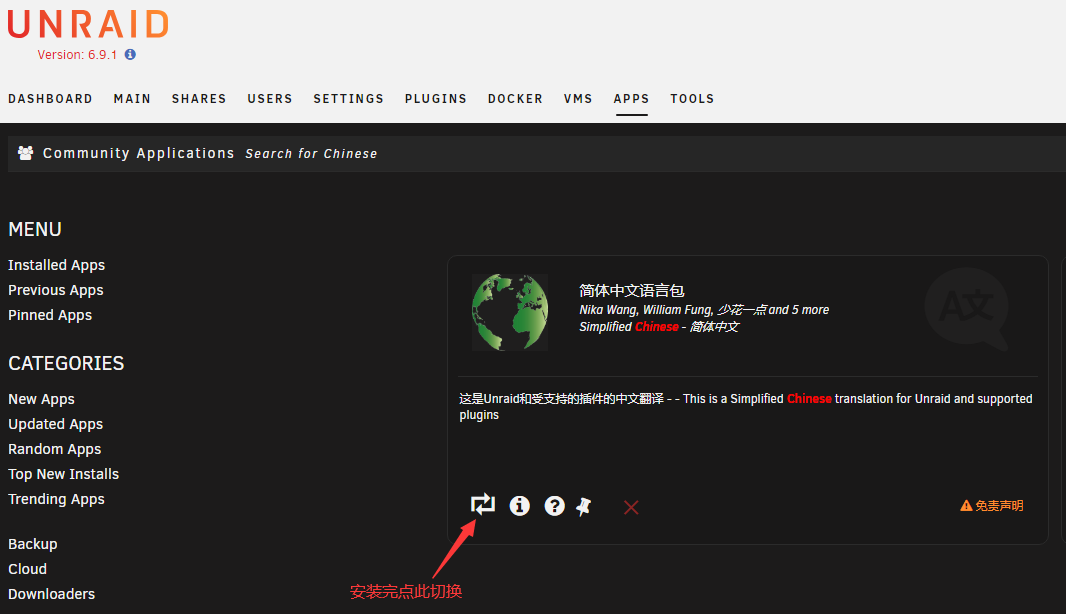 UNRAID
Version: 6.9.1
DASHBOARD MAIN SHARES USERS SETTINGS PLUGINS DOCKER VMS APPS TOOLS
Community Applications Search for Chinese
MENU
Installed Apps
Previous Apps
Pinned Apps
CATEGORIES
New Apps
Updated Apps
Random Apps
Top New Installs
Trending Apps
Backup
Cloud
Downloaders
简体中文语言包
Nika Wang, William Fung, 少花一点 and 5 more
Simplified Chinese - 简体中文
A文
这是Unraid和受支持的插件的中文翻译 - - This is a Simplified Chinese translation for Unraid and supported
plugins
免责声明
安装完点此切换